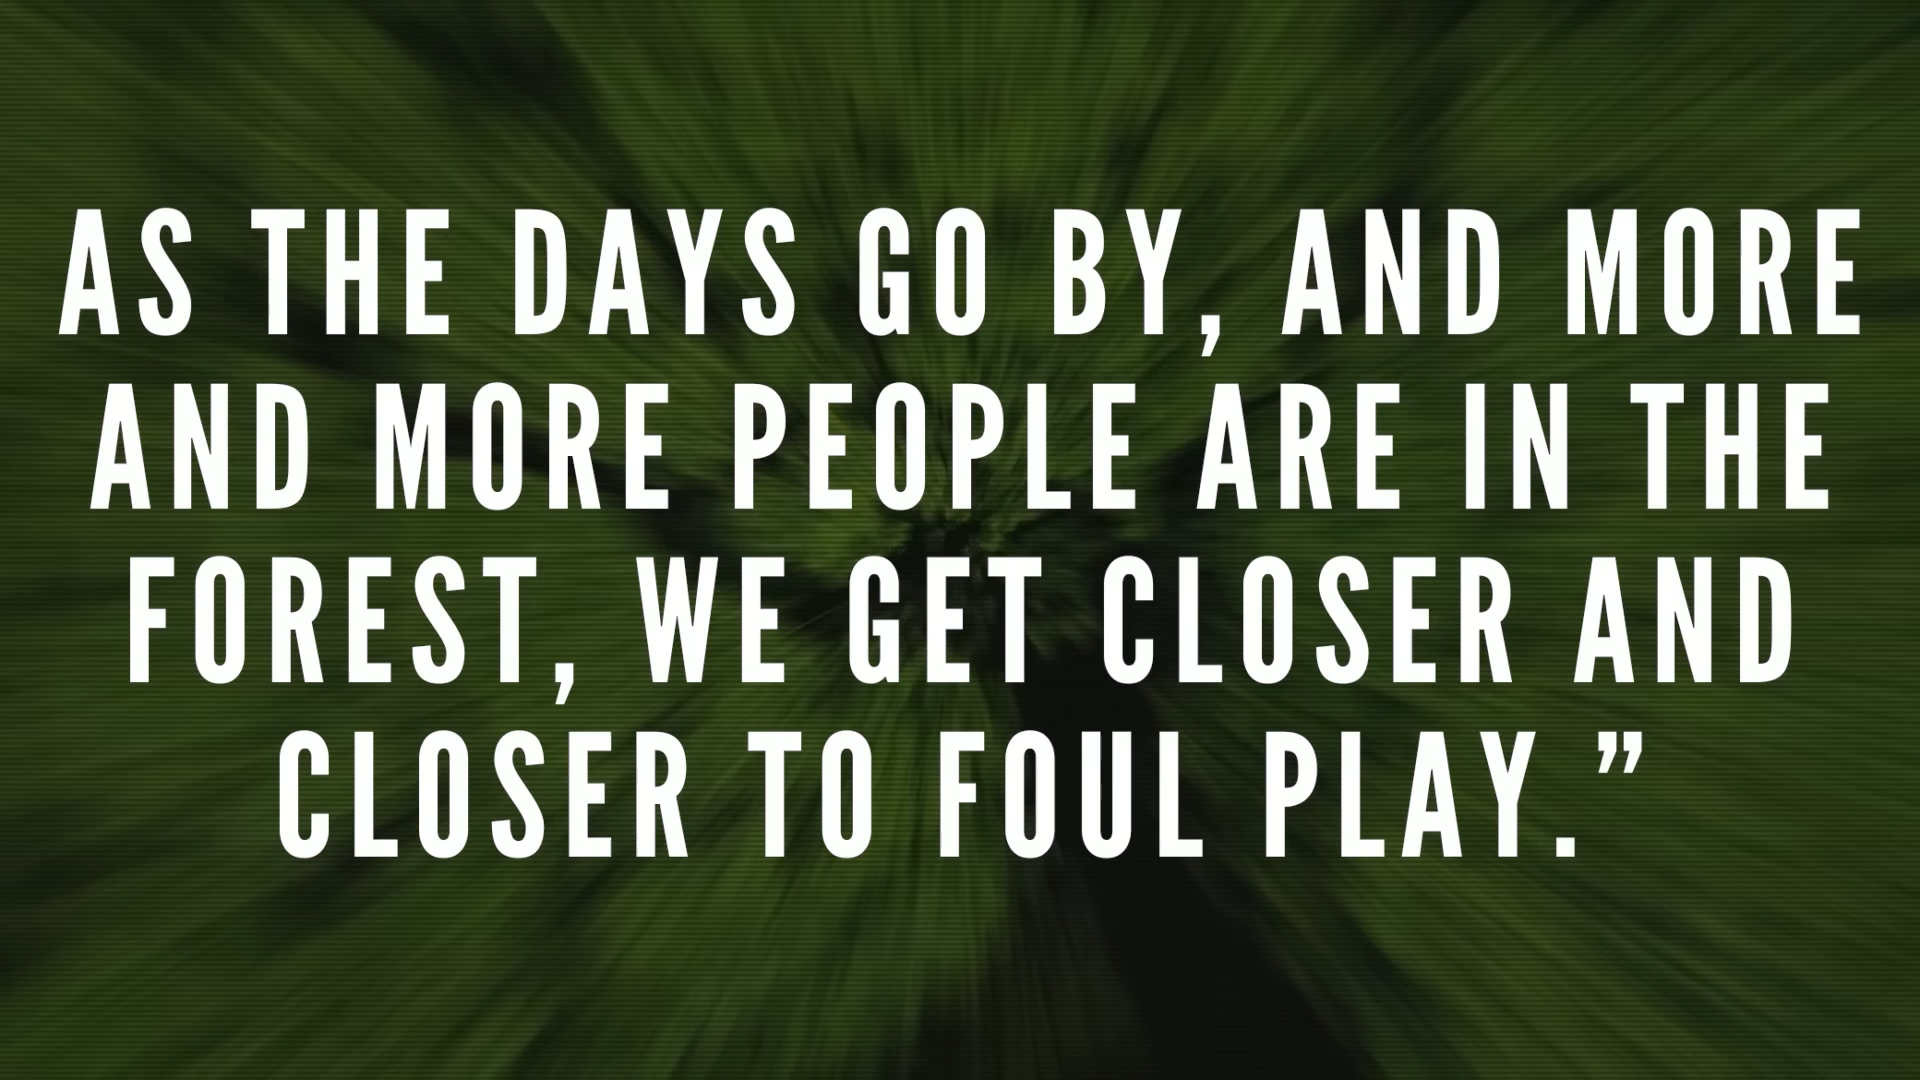 AS THE DAYS GO BY, AND MORE
AND MORE PEOPLE ARE IN THE
FOREST, WE GET CLOSER AND
CLOSER TO FOUL PLAY.”